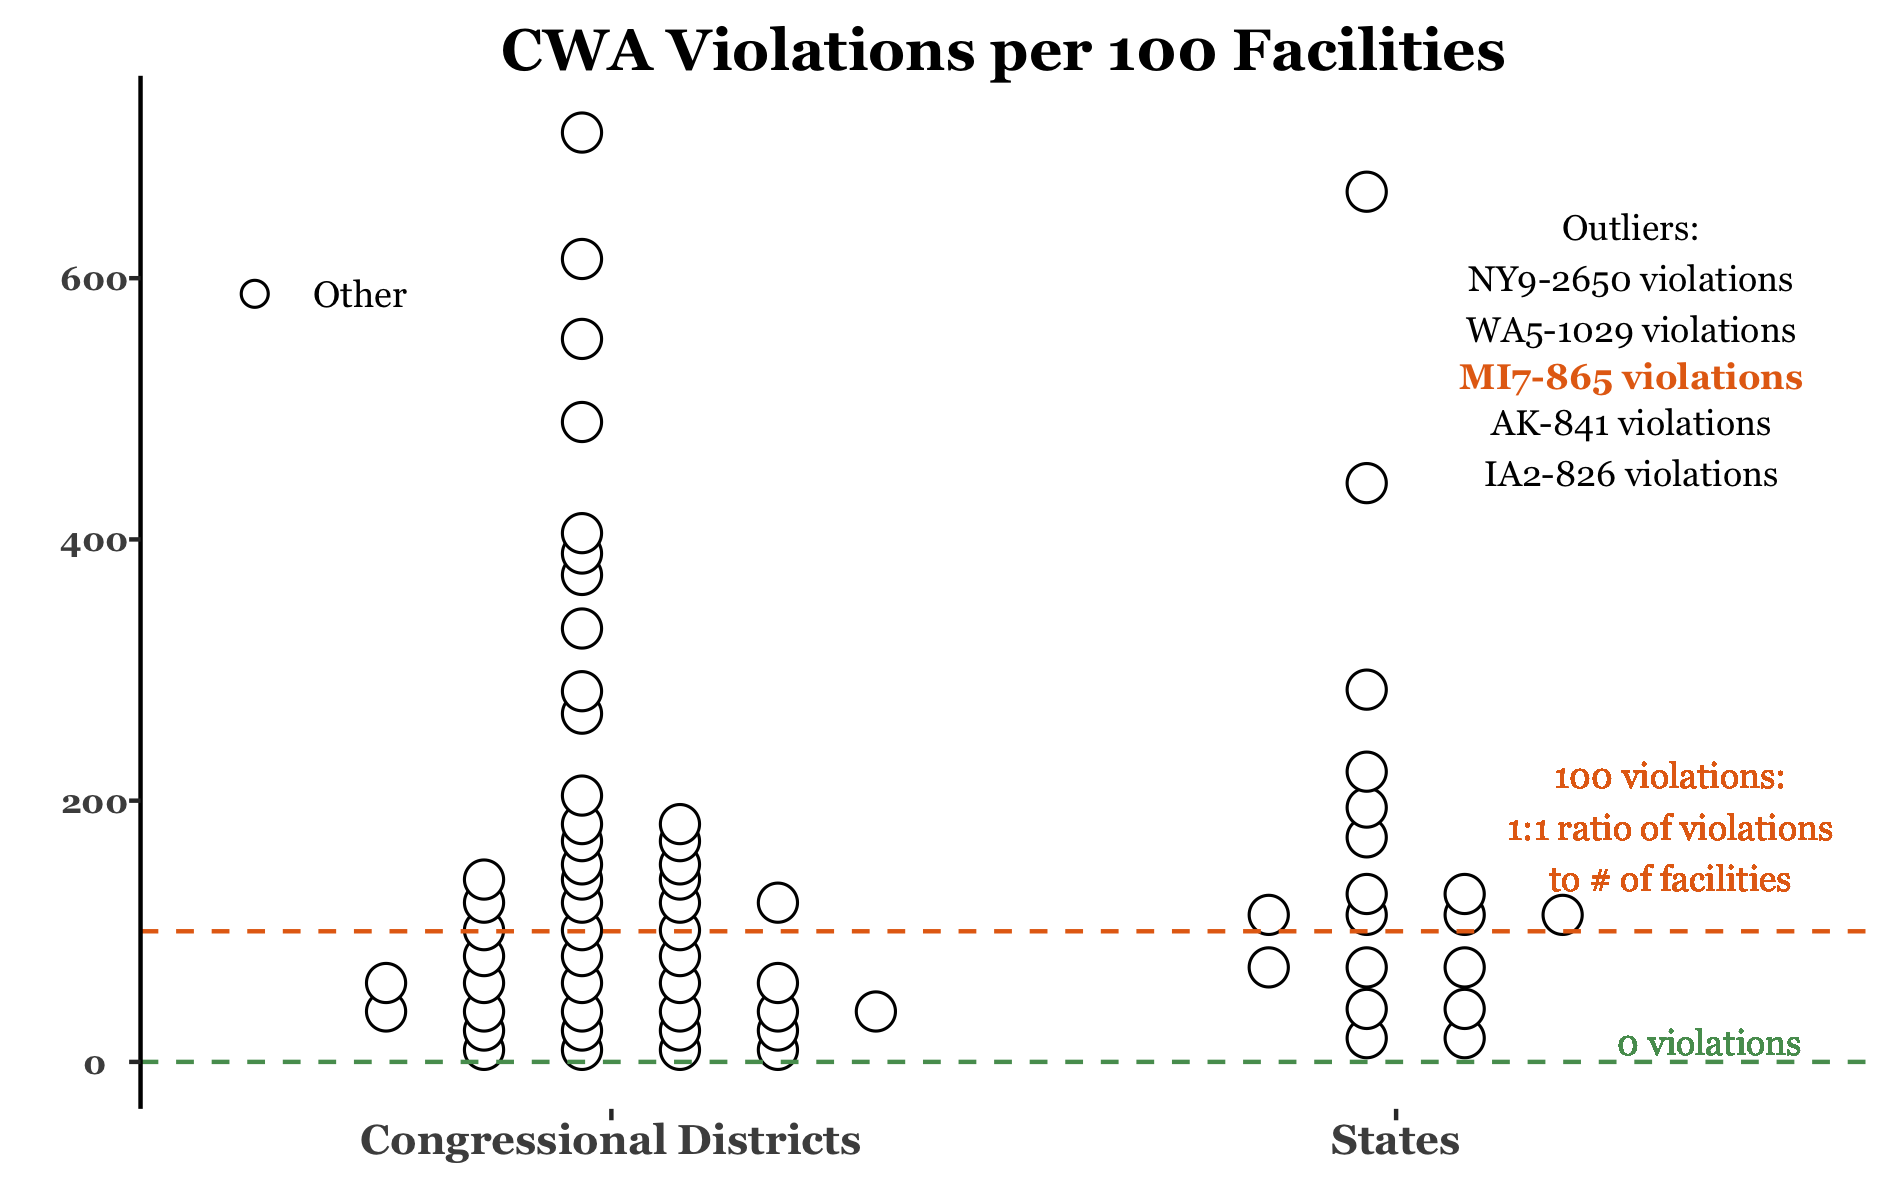 CWA Violations per 100 Facilities
600
400
200
0
Other
Outliers:
NY9-2650 violations
WA5-1029 violations
MI7-865 violations
AK-841 violations
IA2-826 violations
100 violations:
1:1 ratio of violations
to # of facilities
0 violations
Congressional Districts
States